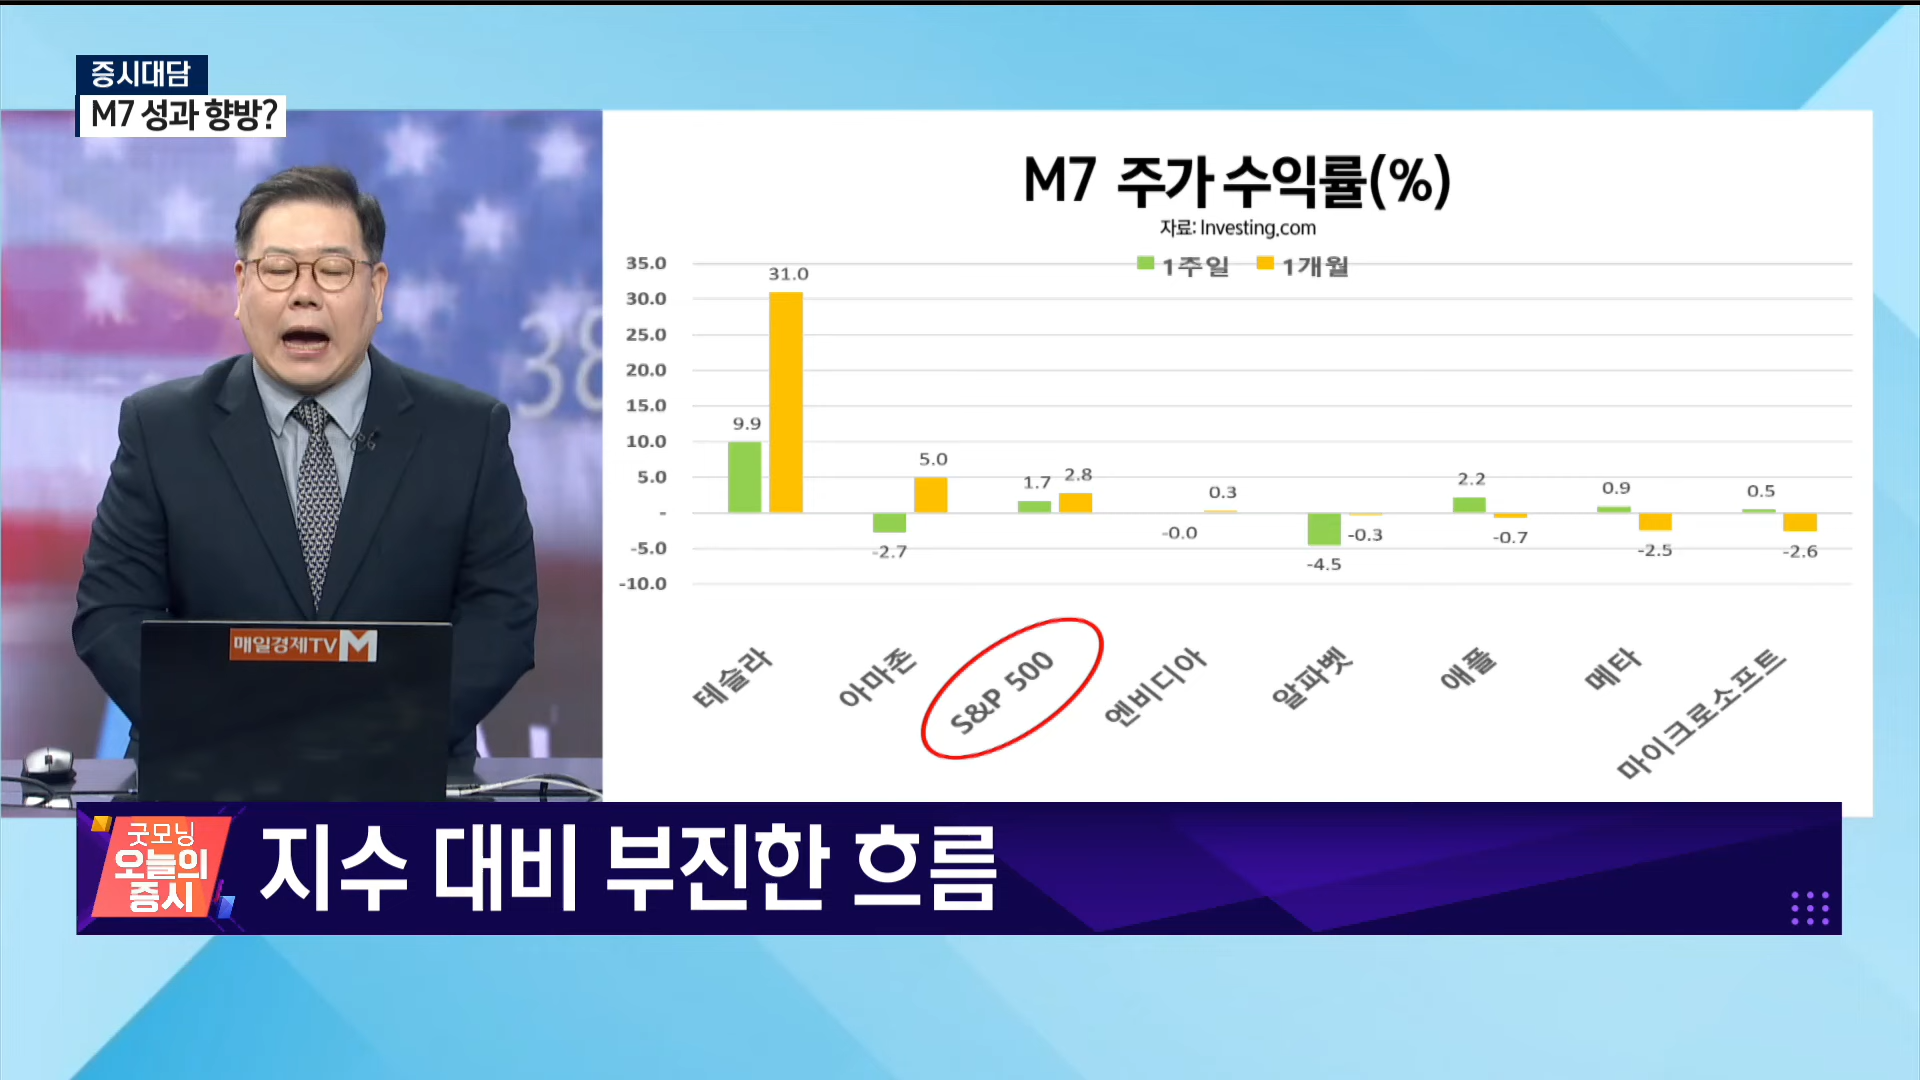 증시대담
M7 성과 향방?
M7 주가 수익률(%)
자료: Investing.com
1주일 1개월
35.0
30.0
25.0
20.0
15.0
10.0
5.0
-
-5.0
-10.0
9.9 31.0
-2.7 5.0
1.7 2.8
-0.0 0.3
-4.5 -0.3
2.2 -0.7
0.9 -2.5
0.5 -2.6
테슬라
아마존
S&P 500
엔비디아
알파벳
애플
메타
마이크로소프트
38
매일경제TV M
굿모닝
오늘의
증시
지수 대비 부진한 흐름